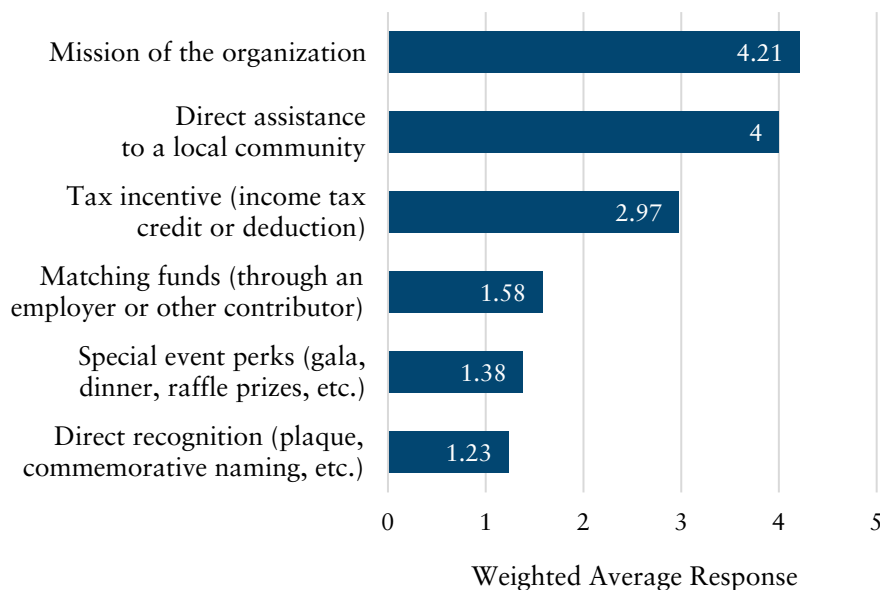 Mission of the organization
4.21
Direct assistance
to a local community
4
Tax incentive (income tax
credit or deduction)
2.97
Matching funds (through an
employer or other contributor)
1.58
Special event perks (gala,
dinner, raffle prizes, etc.)
1.38
Direct recognition (plaque,
commemorative naming, etc.)
1.23
0 1 2 3 4 5
Weighted Average Response